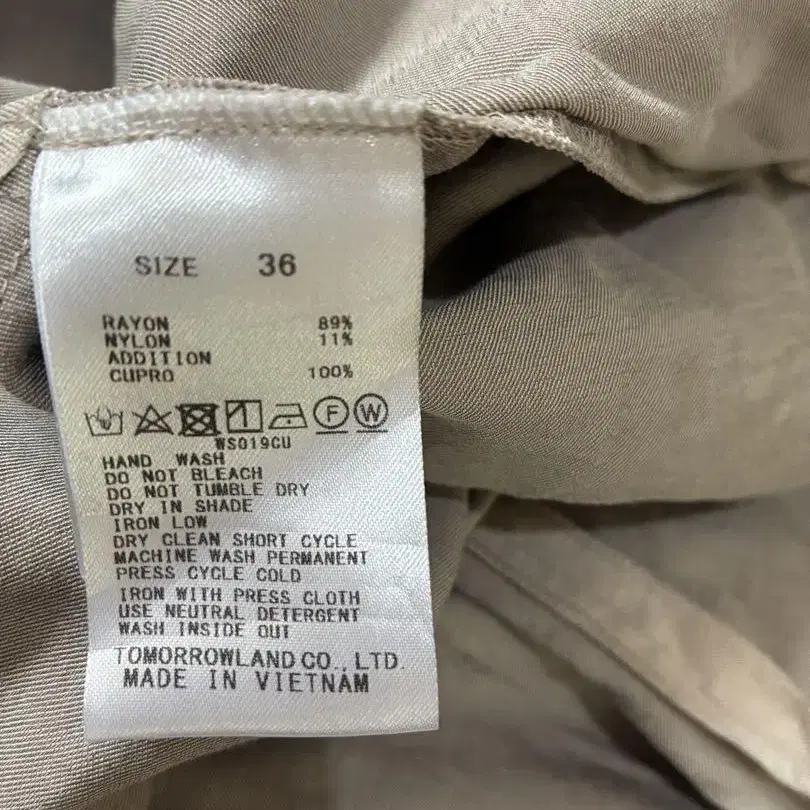 SIZE 36
RAYON 89%
NYLON 11%
ADDITION
CUPRO 100%
F W
WS019CU
HAND WASH
DO NOT BLEACH
DO NOT TUMBLE DRY
DRY IN SHADE
IRON LOW
DRY CLEAN SHORT CYCLE
MACHINE WASH PERMANENT
PRESS CYCLE COLD
IRON WITH PRESS CLOTH
USE NEUTRAL DETERGENT
WASH INSIDE OUT
TOMORROWLAND CO., LTD.
MADE IN VIETNAM